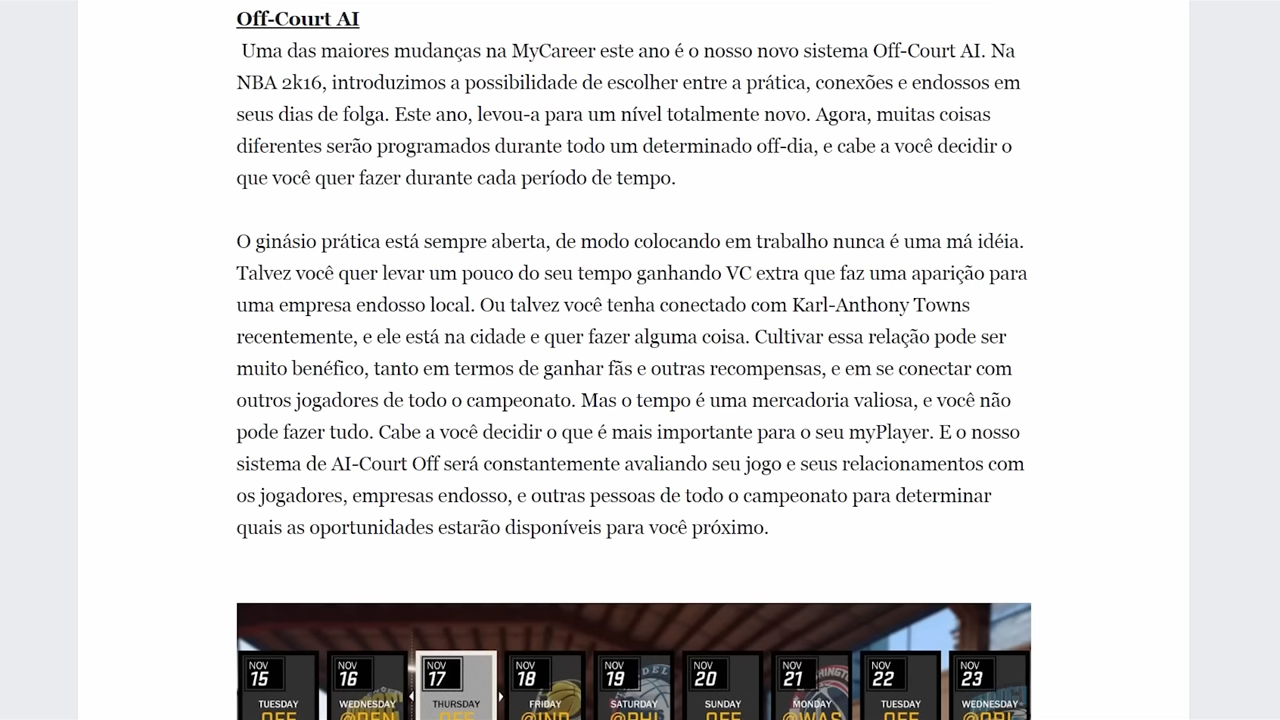 Off-Court AI
Uma das maiores mudanças na MyCareer este ano é o nosso novo sistema Off-Court AI. Na
NBA 2k16, introduzimos a possibilidade de escolher entre a prática, conexões e endossos em
seus dias de folga. Este ano, levou-a para um nível totalmente novo. Agora, muitas coisas
diferentes serão programados durante todo um determinado off-dia, e cabe a você decidir o
que você quer fazer durante cada período de tempo.
O ginásio prática está sempre aberta, de modo colocando em trabalho nunca é uma má idéia.
Talvez você quer levar um pouco do seu tempo ganhando VC extra que faz uma aparição para
uma empresa endosso local. Ou talvez você tenha conectado com Karl-Anthony Towns
recentemente, e ele está na cidade e quer fazer alguma coisa. Cultivar essa relação pode ser
muito benéfico, tanto em termos de ganhar fãs e outras recompensas, e em se conectar com
outros jogadores de todo o campeonato. Mas o tempo é uma mercadoria valiosa, e você não
pode fazer tudo. Cabe a você decidir o que é mais importante para o seu myPlayer. E o nosso
sistema de AI-Court Off será constantemente avaliando seu jogo e seus relacionamentos com
os jogadores, empresas endosso, e outras pessoas de todo o campeonato para determinar
quais as oportunidades estarão disponíveis para você próximo.
NOV NOV NOV NOV NOV NOV NOV NOV NOV
15 16 17 18 19 20 21 22 23
TUESDAY WEDNESDAY THURSDAY FRIDAY SATURDAY SUNDAY MONDAY TUESDAY WEDNESDAY
OFF @DEN OFF @IND @PHI OFF @WAS OFF @ORL